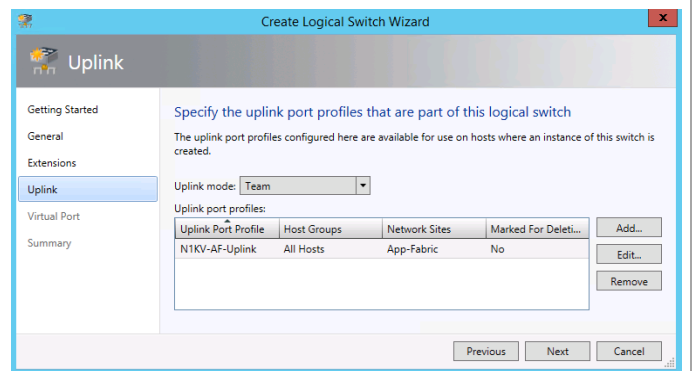 Create Logical Switch Wizard
x
Uplink
Getting Started
General
Extensions
Uplink
Virtual Port
Summary
Specify the uplink port profiles that are part of this logical switch
The uplink port profiles configured here are available for use on hosts where an instance of this switch is
created.
Uplink mode: Team
Uplink port profiles:
Uplink Port Profile Host Groups Network Sites Marked For Deleti...
N1KV-AF-Uplink All Hosts App-Fabric No
Add...
Edit...
Remove
Previous Next Cancel